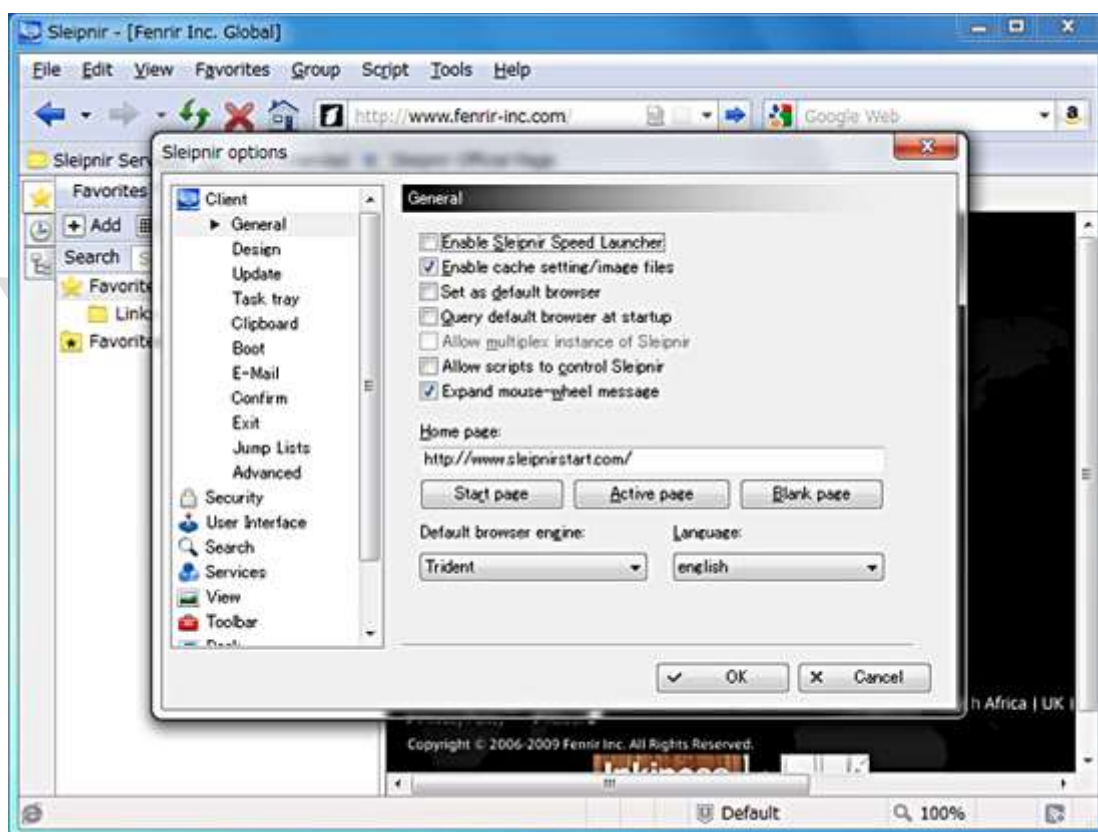 Sleipnir - [Fenrir Inc. Global]
File Edit View Favorites Group Script Tools Help
http://www.fenrir-inc.com/ Google Web
Sleipnir Serv
Sleipnir options
Favorites
Add
Search
Favorite
Link
Favorite
Client
General
Design
Update
Task tray
Clipboard
Boot
E-Mail
Confirm
Exit
Jump Lists
Advanced
Security
User Interface
Search
Services
View
Toolbar
General
Enable Sleipnir Speed Launcher
Enable cache setting/image files
Set as default browser
Query default browser at startup
Allow multiplex instance of Sleipnir
Allow scripts to control Sleipnir
Expand mouse-wheel message
Home page:
http://www.sleipnirstart.com/
Start page Active page Blank page
Default browser engine: Language:
Trident english
OK Cancel
h Africa | UK |
Copyright © 2006-2009 Fenrir Inc. All Rights Reserved.
Default 100%